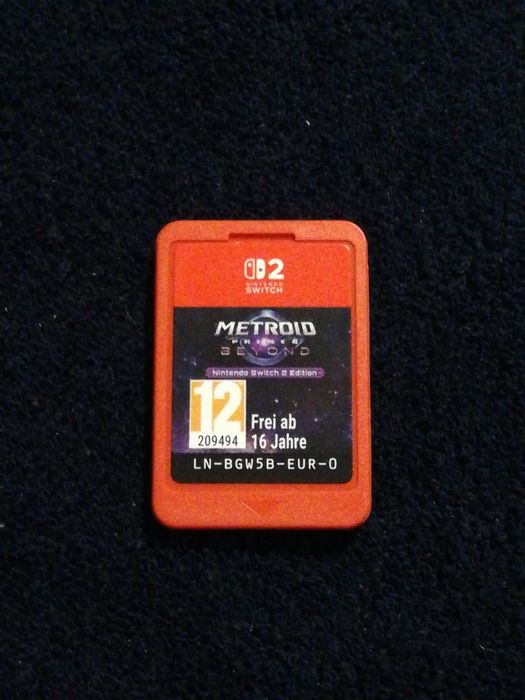 2
NINTENDO
SWITCH
METROID
PRIME 4
BEYOND
Nintendo Switch 2 Edition
12
209494
Frei ab
16 Jahre
LN-BGW5B-EUR-0